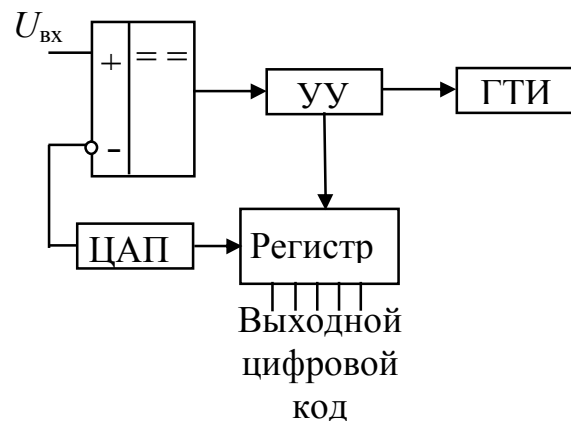 Uвх
+ = =
-
УУ
ГТИ
ЦАП
Регистр
Выходной
цифровой
код